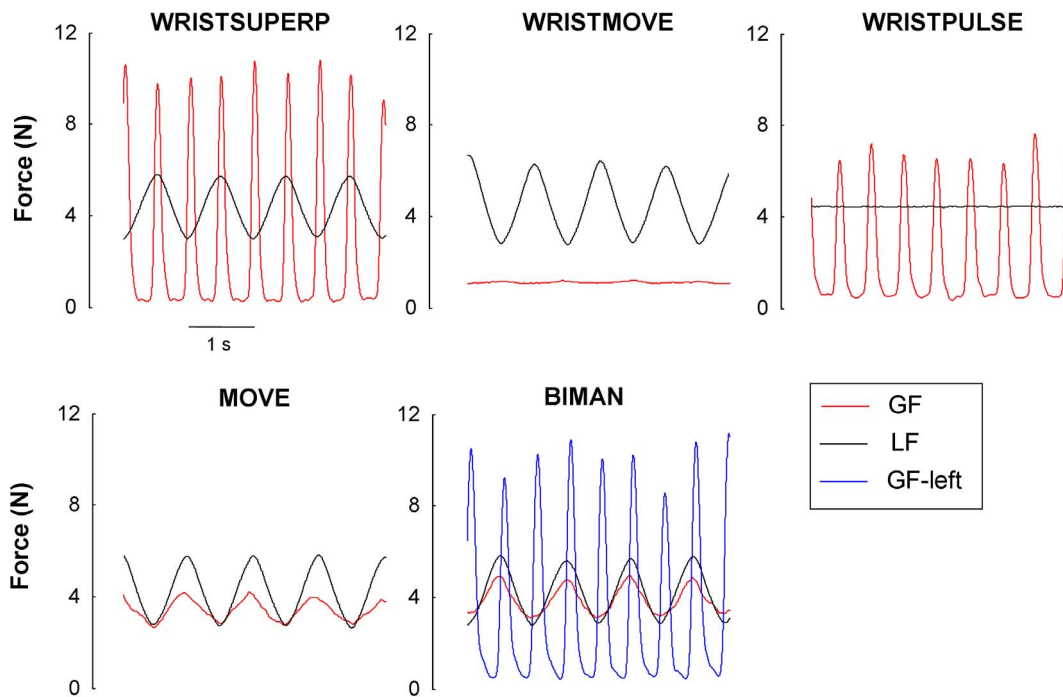 WRISTSUPERP
WRISTMOVE
WRISTPULSE
Force (N)
12
8
4
0
12
8
4
0
12
8
4
0
1 s
MOVE
BIMAN
Force (N)
12
8
4
0
12
8
4
0
GF
LF
GF-left